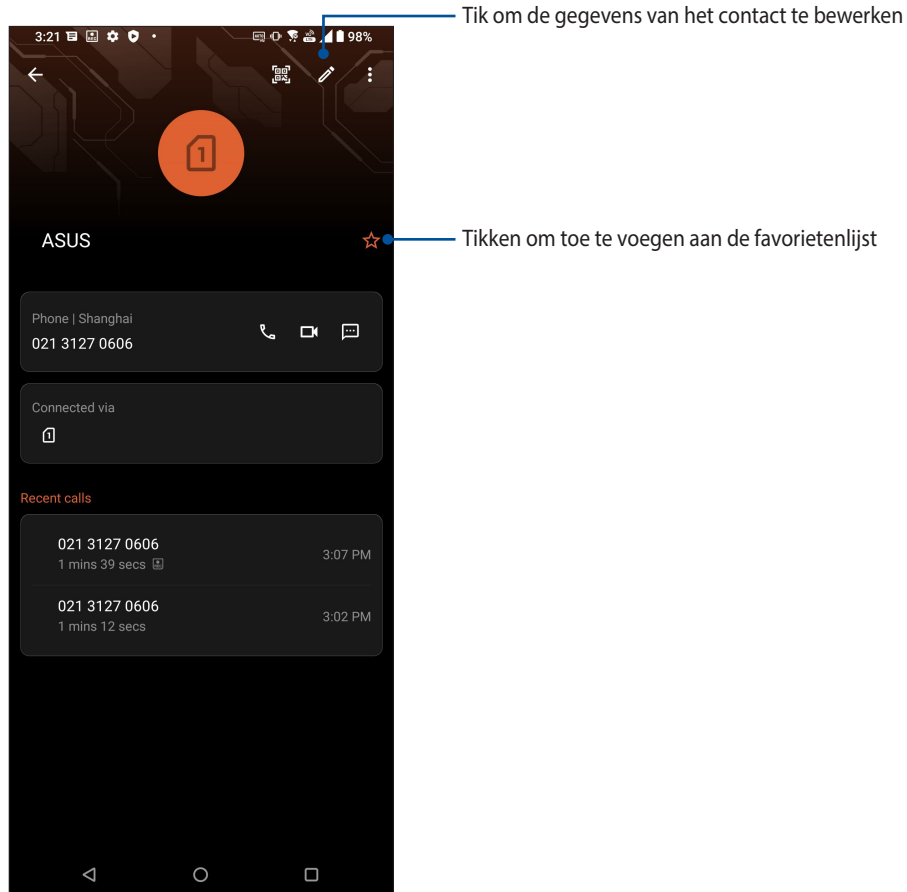 Tik om de gegevens van het contact te bewerken
3:21 98%
1
ASUS
Tikken om toe te voegen aan de favorietenlijst
Phone | Shanghai
021 3127 0606
Connected via
1
Recent calls
021 3127 0606
3:07 PM
1 mins 39 secs
021 3127 0606
3:02 PM
1 mins 12 secs